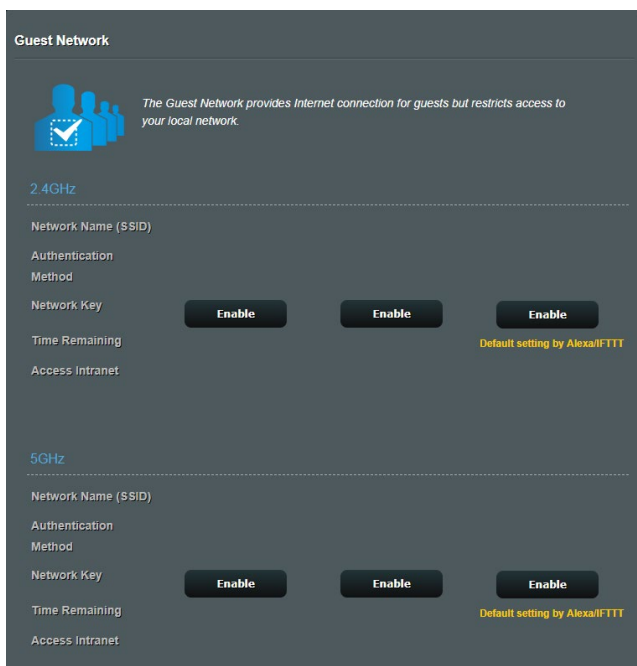 Guest Network
The Guest Network provides Internet connection for guests but restricts access to
your local network.
2.4GHz
Network Name (SSID)
Authentication
Method
Network Key
Enable
Enable
Enable
Time Remaining
Default setting by Alexa/IFTTT
Access Intranet
5GHz
Network Name (SSID)
Authentication
Method
Network Key
Enable
Enable
Enable
Time Remaining
Default setting by Alexa/IFTTT
Access Intranet